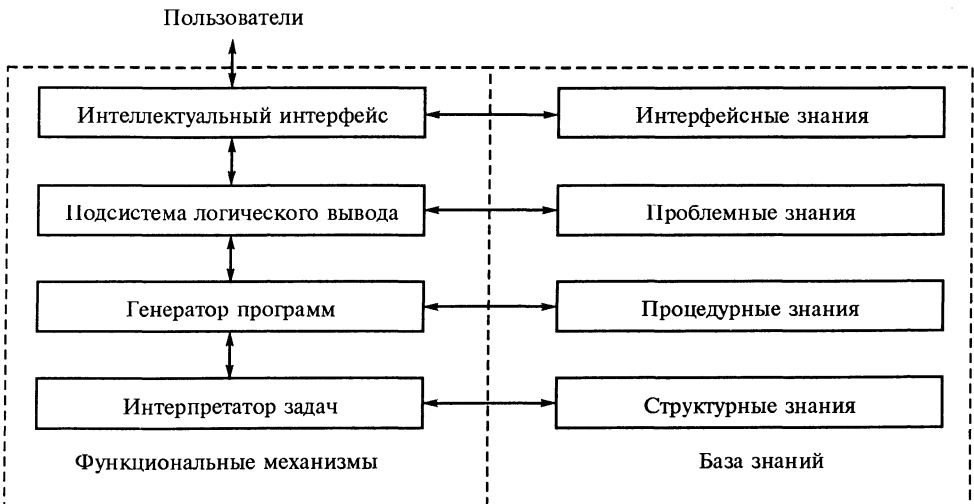 Пользователи
Интеллектуальный интерфейс
Интерфейсные знания
Подсистема логического вывода
Проблемные знания
Генератор программ
Процедурные знания
Интерпретатор задач
Структурные знания
Функциональные механизмы
База знаний